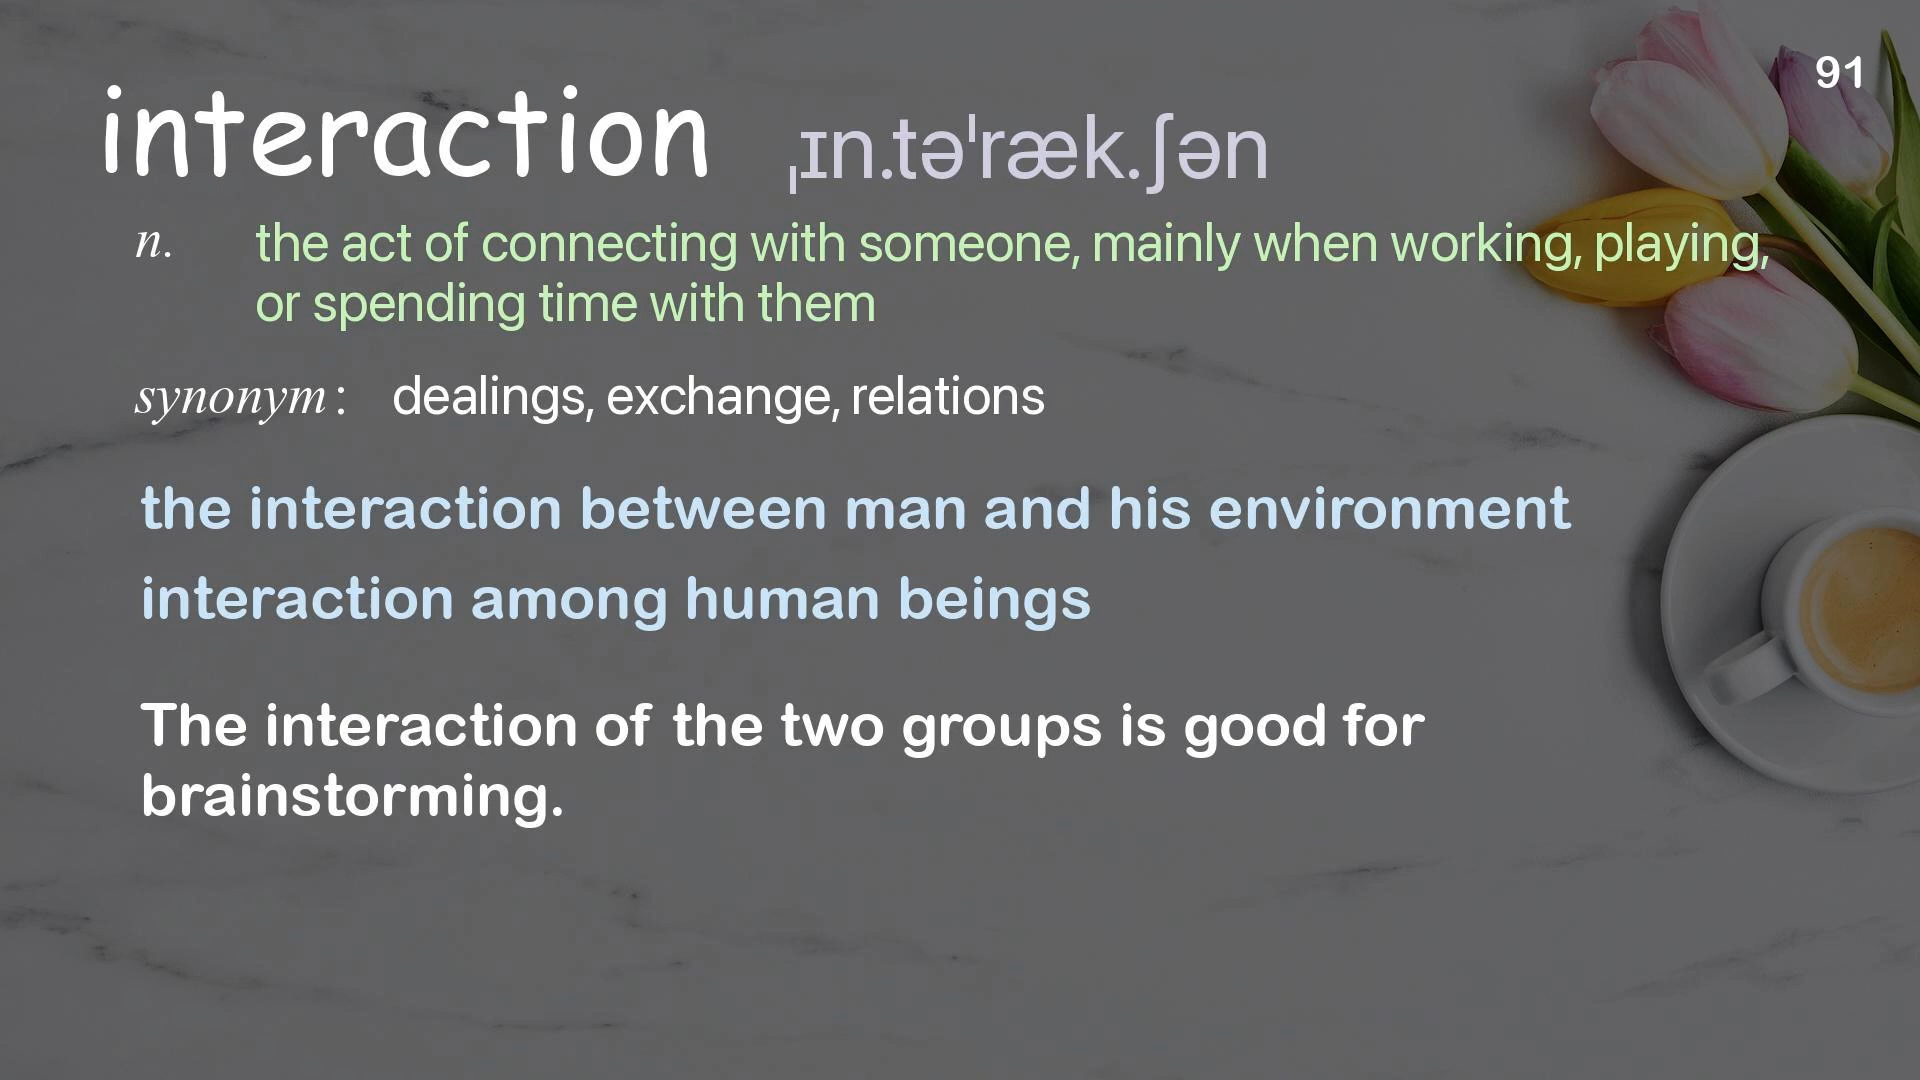 91
interaction ˌɪn.təˈræk.ʃən
n. the act of connecting with someone, mainly when working, playing,
or spending time with them
synonym: dealings, exchange, relations
the interaction between man and his environment
interaction among human beings
The interaction of the two groups is good for
brainstorming.